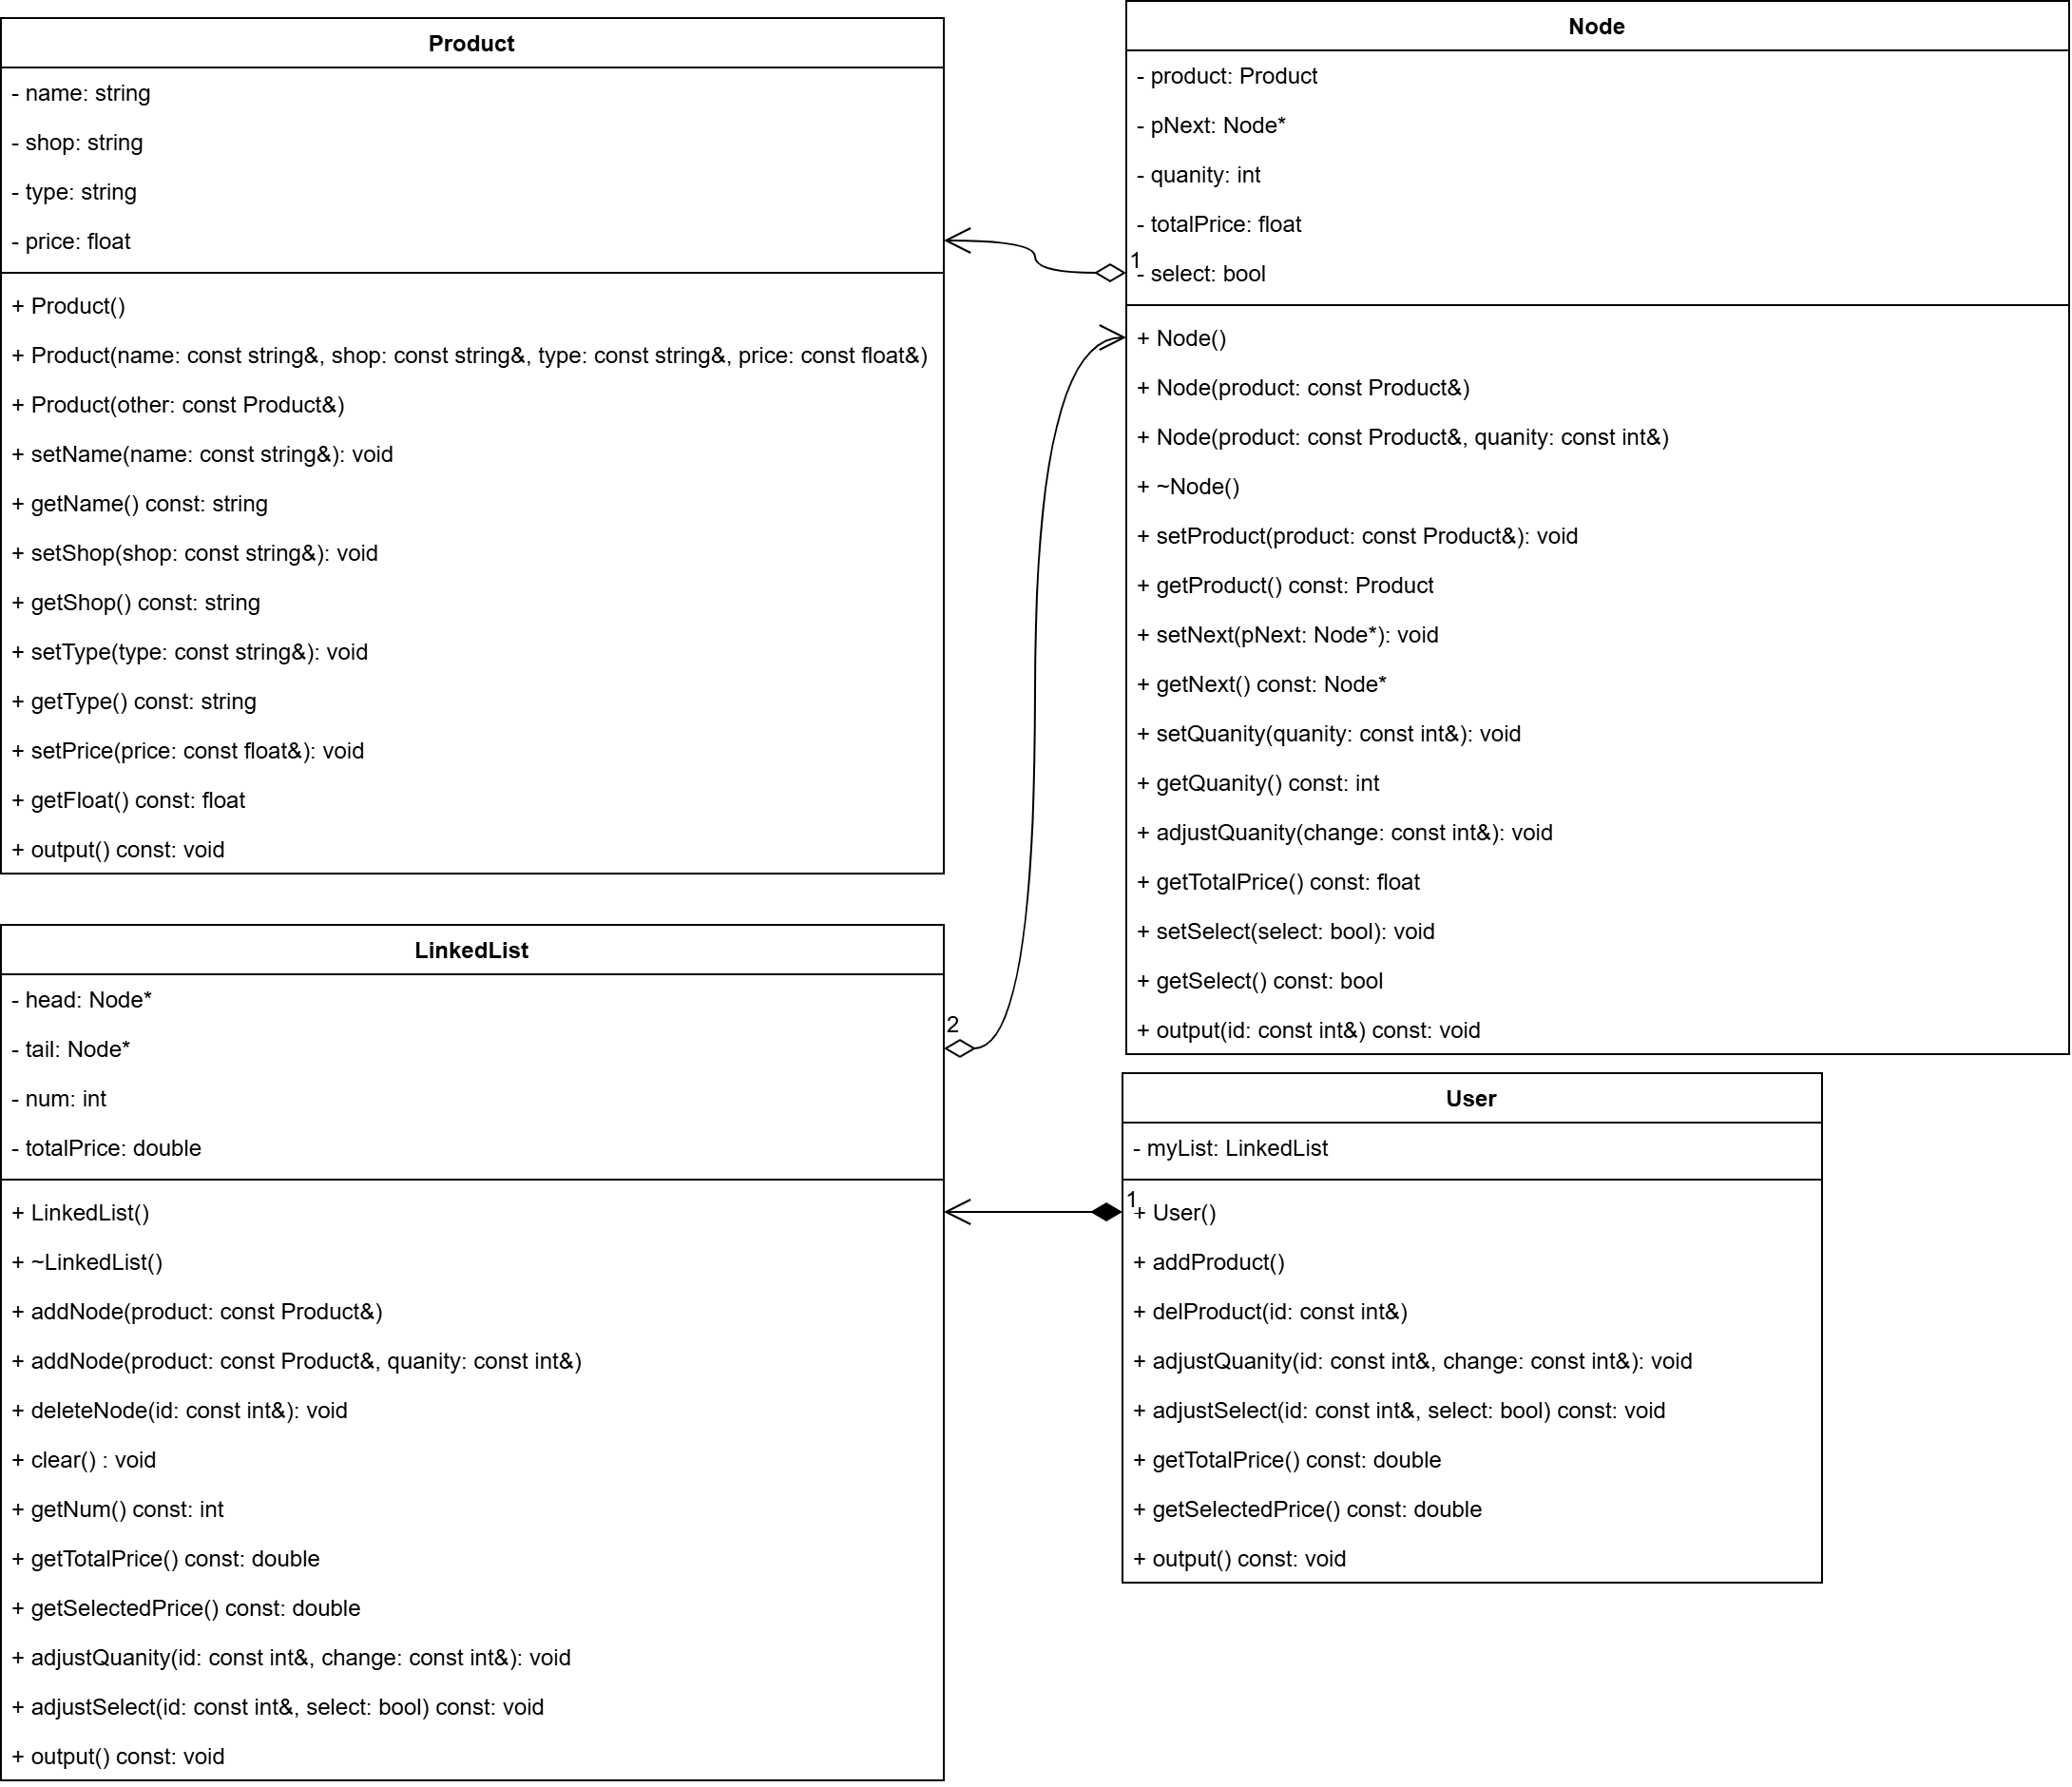 Product
- name: string
- shop: string
- type: string
- price: float
+ Product()
+ Product(name: const string&, shop: const string&, type: const string&, price: const float&)
+ Product(other: const Product&)
+ setName(name: const string&): void
+ getName() const: string
+ setShop(shop: const string&): void
+ getShop() const: string
+ setType(type: const string&): void
+ getType() const: string
+ setPrice(price: const float&): void
+ getFloat() const: float
+ output() const: void
Node
- product: Product
- pNext: Node*
- quanity: int
- totalPrice: float
1
- select: bool
+ Node()
+ Node(product: const Product&)
+ Node(product: const Product&, quanity: const int&)
+ ~Node()
+ setProduct(product: const Product&): void
+ getProduct() const: Product
+ setNext(pNext: Node*): void
+ getNext() const: Node*
+ setQuanity(quanity: const int&): void
+ getQuanity() const: int
+ adjustQuanity(change: const int&): void
+ getTotalPrice() const: float
+ setSelect(select: bool): void
+ getSelect() const: bool
+ output(id: const int&) const: void
LinkedList
- head: Node*
2
- tail: Node*
- num: int
- totalPrice: double
+ LinkedList()
+ ~LinkedList()
+ addNode(product: const Product&)
+ addNode(product: const Product&, quanity: const int&)
+ deleteNode(id: const int&): void
+ clear() : void
+ getNum() const: int
+ getTotalPrice() const: double
+ getSelectedPrice() const: double
+ adjustQuanity(id: const int&, change: const int&): void
+ adjustSelect(id: const int&, select: bool) const: void
+ output() const: void
User
- myList: LinkedList
1
+ User()
+ addProduct()
+ delProduct(id: const int&)
+ adjustQuanity(id: const int&, change: const int&): void
+ adjustSelect(id: const int&, select: bool) const: void
+ getTotalPrice() const: double
+ getSelectedPrice() const: double
+ output() const: void